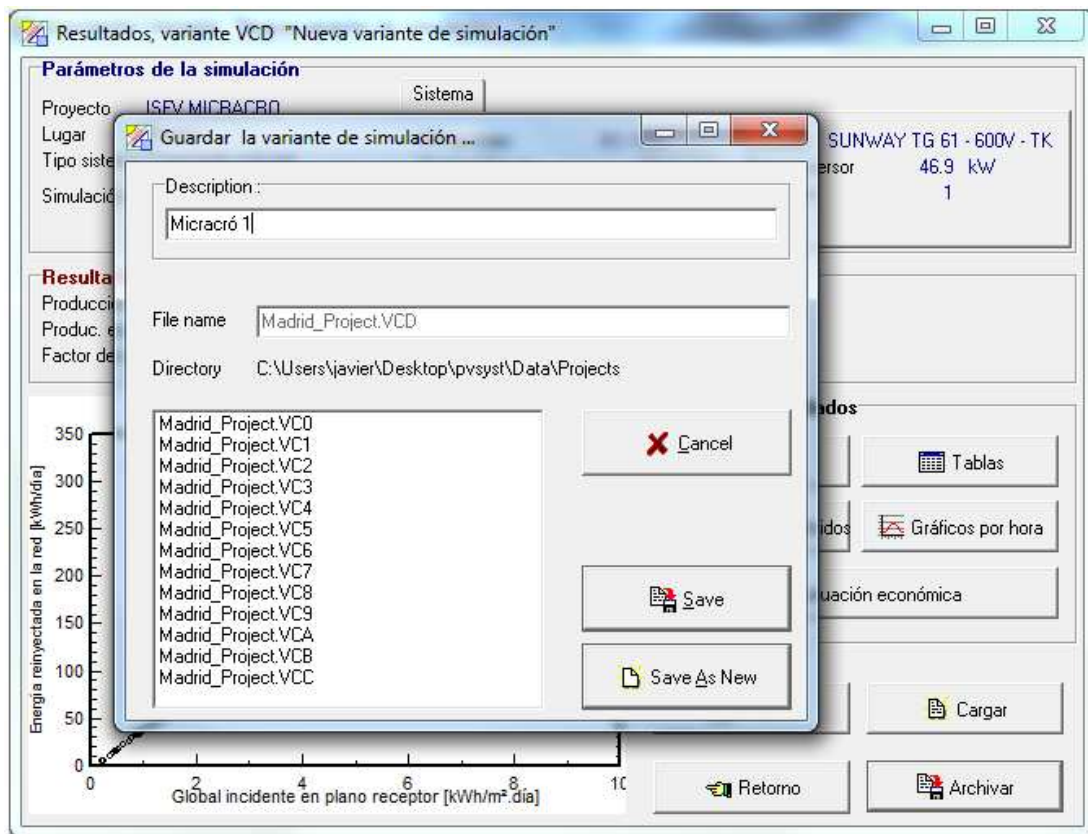 Resultados, variante VCD "Nueva variante de simulación"
Parámetros de la simulación
Sistema
Proyecto ISFV MICRACRO
Lugar
SUNWAY TG 61 - 600V - TK
Tipo siste
ersor 46.9 kW
Simulació
1
Guardar la variante de simulación ...
Description :
Micracró 1
File name Madrid_Project.VCD
Directory C:\Users\javier\Desktop\pvsyst\Data\Projects
Madrid_Project.VC0
Madrid_Project.VC1
Madrid_Project.VC2
Madrid_Project.VC3
Madrid_Project.VC4
Madrid_Project.VC5
Madrid_Project.VC6
Madrid_Project.VC7
Madrid_Project.VC8
Madrid_Project.VC9
Madrid_Project.VCA
Madrid_Project.VCB
Madrid_Project.VCC
Cancel
Save
Save As New
Resulta
Producci
Produc. e
Factor de
ados
Tablas
idos
Gráficos por hora
uación económica
Cargar
Retorno
Archivar
Energía reinyectada en la red [kWh/día]
350
300
250
200
150
100
50
0
0 2 4 6 8 10
Global incidente en plano receptor [kWh/m².día]